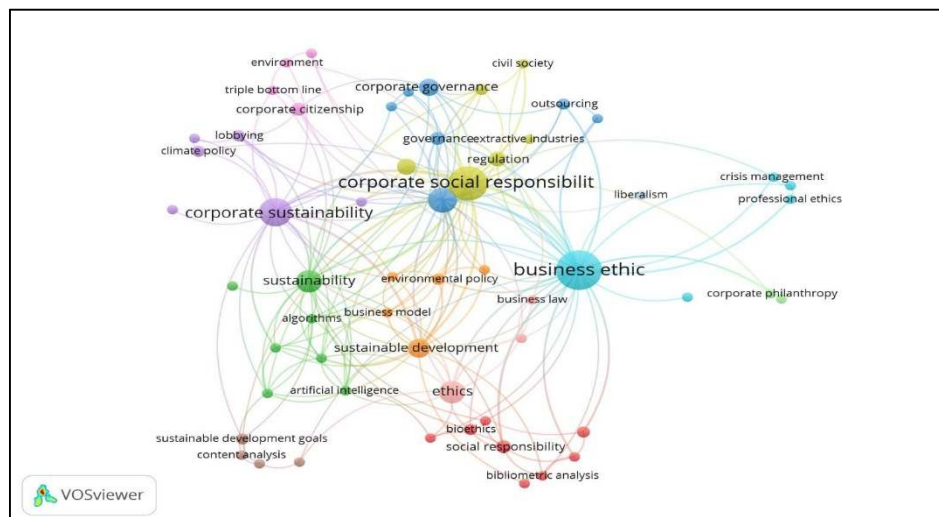 environment
civil society
triple bottom line
corporate governance
corporate citizenship
outsourcing
lobbying
governance
extractive industries
climate policy
regulation
crisis management
corporate social responsibilit
liberalism
professional ethics
corporate sustainability
business ethic
sustainability
environmental policy
corporate philanthropy
business law
algorithms
business model
sustainable development
artificial intelligence
ethics
bioethics
sustainable development goals
social responsibility
content analysis
bibliometric analysis
VOSviewer